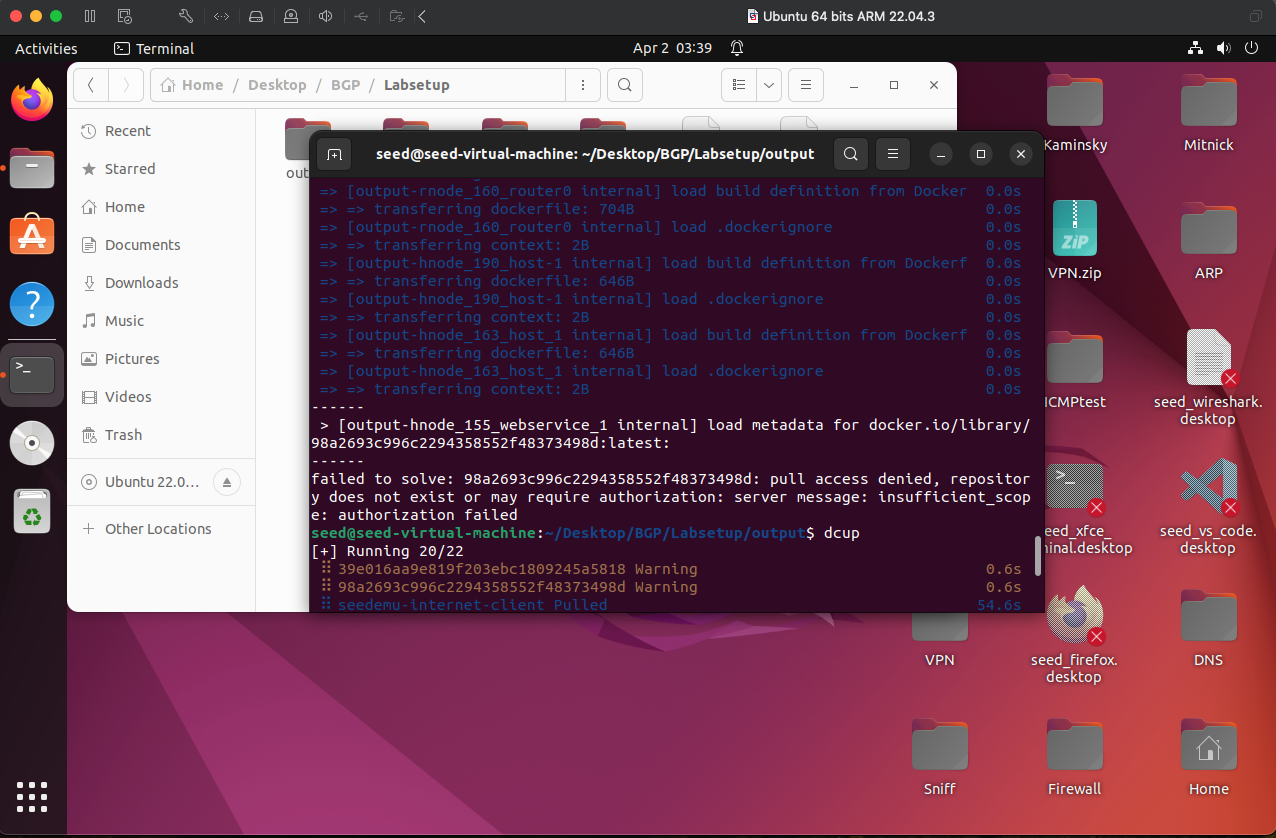 Ubuntu 64 bits ARM 22.04.3
Activities
Terminal
Apr 2 03:39
Home / Desktop / BGP / Labsetup
Recent
Starred
Home
Documents
Downloads
Music
Pictures
Videos
Trash
Ubuntu 22.0...
Other Locations
out
seed@seed-virtual-machine: ~/Desktop/BGP/Labsetup/output
=> [output-rnode_160_router0 internal] load build definition from Docker 0.0s
=> => transferring dockerfile: 704B 0.0s
=> [output-rnode_160_router0 internal] load .dockerignore 0.0s
=> => transferring context: 2B 0.0s
=> [output-hnode_190_host-1 internal] load build definition from Dockerf 0.0s
=> => transferring dockerfile: 646B 0.0s
=> [output-hnode_190_host-1 internal] load .dockerignore 0.0s
=> => transferring context: 2B 0.0s
=> [output-hnode_163_host_1 internal] load build definition from Dockerf 0.0s
=> => transferring dockerfile: 646B 0.0s
=> [output-hnode_163_host_1 internal] load .dockerignore 0.0s
=> => transferring context: 2B 0.0s
------
> [output-hnode_155_webservice_1 internal] load metadata for docker.io/library/
98a2693c996c2294358552f48373498d:latest:
------
failed to solve: 98a2693c996c2294358552f48373498d: pull access denied, repositor
y does not exist or may require authorization: server message: insufficient_scop
e: authorization failed
seed@seed-virtual-machine:~/Desktop/BGP/Labsetup/output$ dcup
[+] Running 20/22
⠿ 39e016aa9e819f203ebc1809245a5818 Warning 0.6s
⠿ 98a2693c996c2294358552f48373498d Warning 0.6s
⠿ seedemu-internet-client Pulled 54.6s
Kaminsky
Mitnick
ZiP
VPN.zip
ARP
ICMPtest
seed_wireshark.
desktop
eed_xfce_
minal.desktop
seed_vs_code.
desktop
VPN
seed_firefox.
desktop
DNS
Sniff
Firewall
Home